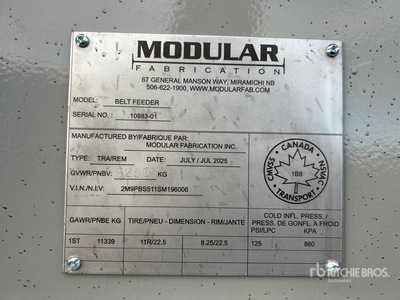 MODULAR
FABRICATION
67 GENERAL MANSON WAY, MIRAMICHI NB
506-622-1900, WWW.MODULARFAB.COM
MODEL: BELT FEEDER
SERIAL NO.: 10883-01
MANUFACTURED BY/FABRIQUE PAR:
MODULAR FABRICATION INC.
TYPE: TRA/REM DATE: JULY / JUL 2025
GVWR/PNBV: KG
V.I.N./N.I.V: 2M9PBS511SM196006
CANADA
CMVSS
NSVAC
1B8
TRANSPORT
GAWR/PNBE KG TIRE/PNEU - DIMENSION - RIM/JANTE COLD INFL. PRESS. / PRESS. DE GONFL. A FROID
PSI/LPC KPA
1ST 11339 11R/22.5 8.25/22.5 125 860
rb RITCHIE BROS.